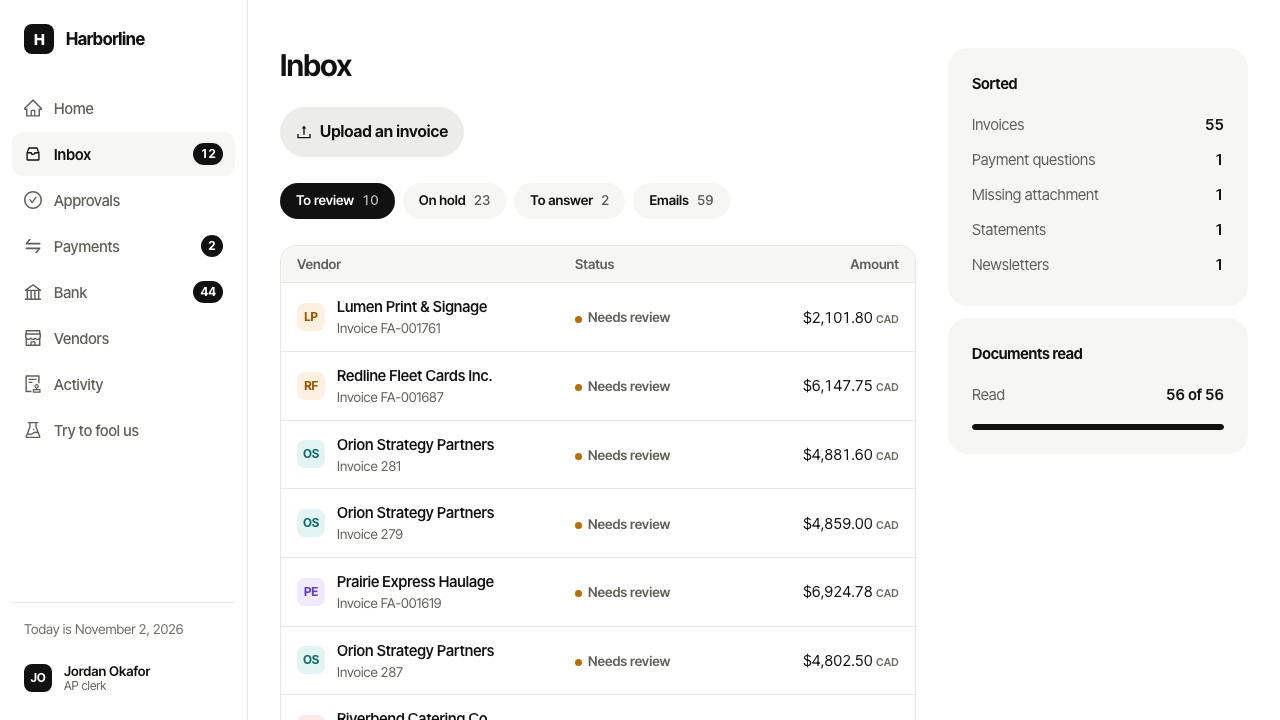 H Harborline
Home
Inbox 12
Approvals
Payments 2
Bank 44
Vendors
Activity
Try to fool us
Today is November 2, 2026
JO Jordan Okafor
AP clerk
Inbox
Upload an invoice
To review 10 On hold 23 To answer 2 Emails 59
Vendor Status Amount
LP Lumen Print & Signage
Invoice FA-001761
Needs review
$2,101.80 CAD
RF Redline Fleet Cards Inc.
Invoice FA-001687
Needs review
$6,147.75 CAD
OS Orion Strategy Partners
Invoice 281
Needs review
$4,881.60 CAD
OS Orion Strategy Partners
Invoice 279
Needs review
$4,859.00 CAD
PE Prairie Express Haulage
Invoice FA-001619
Needs review
$6,924.78 CAD
OS Orion Strategy Partners
Invoice 287
Needs review
$4,802.50 CAD
Riverbend Catering Co
Sorted
Invoices 55
Payment questions 1
Missing attachment 1
Statements 1
Newsletters 1
Documents read
Read 56 of 56